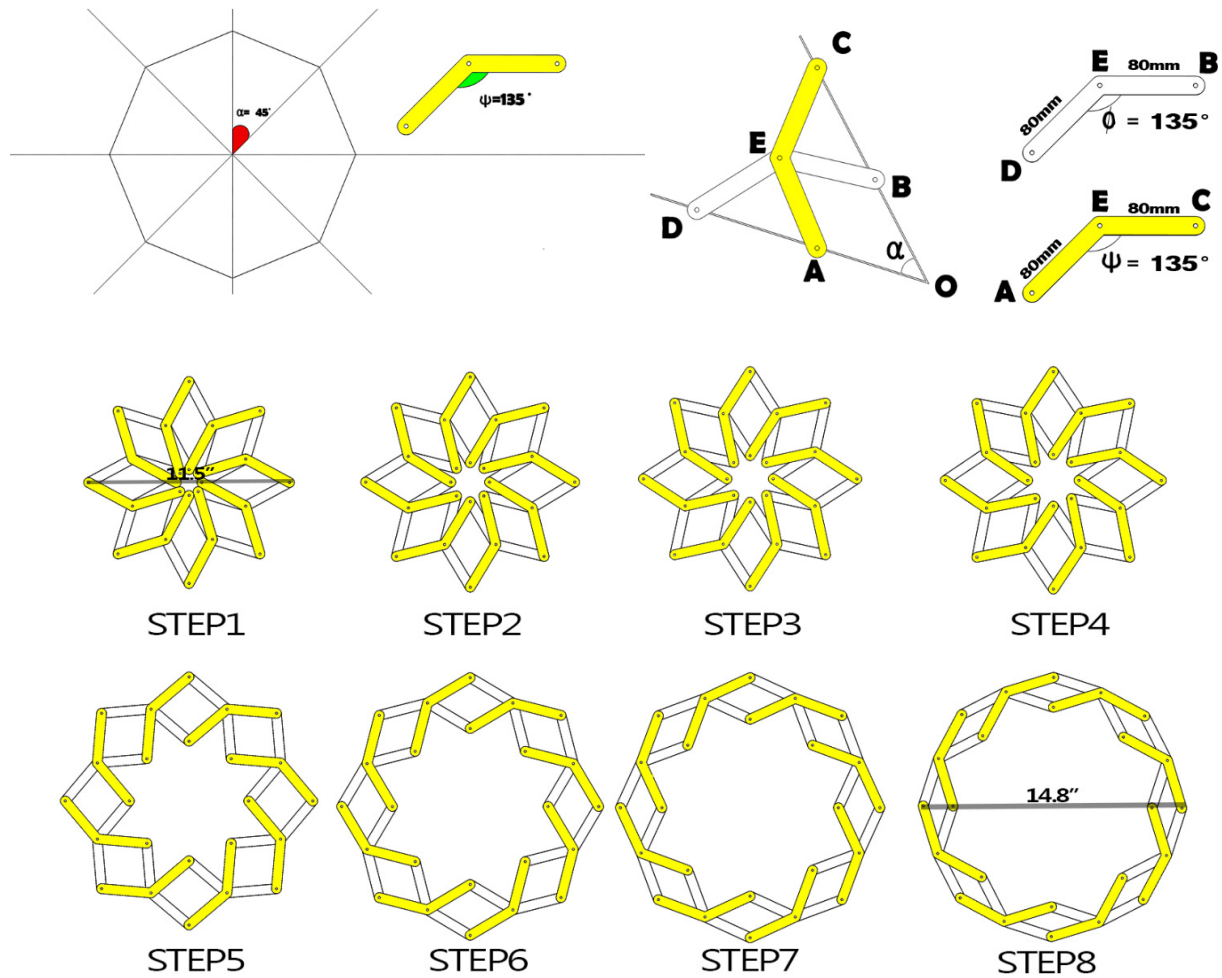 α= 45°
ψ=135°
C
E
B
D
A
α
O
E
80mm
B
80mm
ϕ = 135°
D
E
80mm
C
80mm
ψ = 135°
A
11.5″
STEP1
STEP2
STEP3
STEP4
14.8″
STEP5
STEP6
STEP7
STEP8